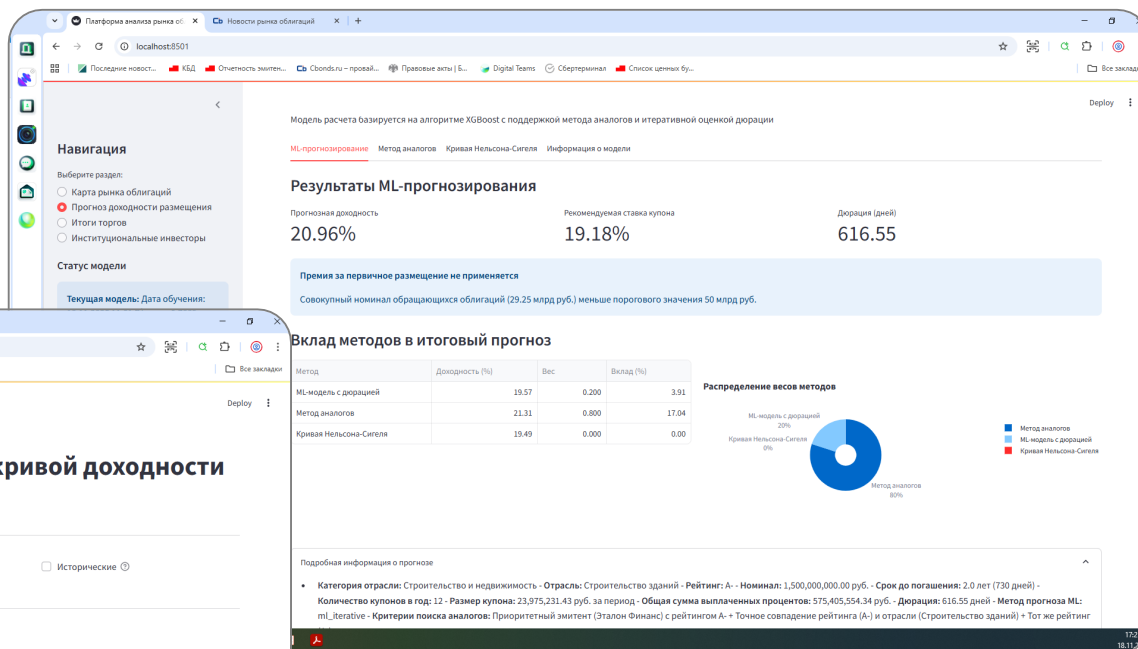 Платформа анализа рынка об
Новости рынка облигаций
localhost:8501
Последние новост...
КБД
Отчетность эмитен...
Cbonds.ru – провай...
Правовые акты | Б...
Digital Teams
Сбертерминал
Список ценных бу...
Все заклад
Deploy
Модель расчета базируется на алгоритме XGBoost с поддержкой метода аналогов и итеративной оценкой дюрации
ML-прогнозирование Метод аналогов Кривая Нельсона-Сигеля Информация о модели
Навигация
Выберите раздел:
Карта рынка облигаций
Прогноз доходности размещения
Итоги торгов
Институциональные инвесторы
Статус модели
Текущая модель: Дата обучения:
Результаты ML-прогнозирования
Прогнозная доходность
20.96%
Рекомендуемая ставка купона
19.18%
Дюрация (дней)
616.55
Премия за первичное размещение не применяется
Совокупный номинал обращающихся облигаций (29.25 млрд руб.) меньше порогового значения 50 млрд руб.
Вклад методов в итоговый прогноз
Метод Доходность (%) Вес Вклад (%)
ML-модель с дюрацией 19.57 0.200 3.91
Метод аналогов 21.31 0.800 17.04
Кривая Нельсона-Сигеля 19.49 0.000 0.00
Распределение весов методов
ML-модель с дюрацией
20%
Кривая Нельсона-Сигеля
0%
Метод аналогов
80%
Метод аналогов
ML-модель с дюрацией
Кривая Нельсона-Сигеля
Все закладки
Deploy
кривой доходности
Исторические
Подробная информация о прогнозе
Категория отрасли: Строительство и недвижимость - Отрасль: Строительство зданий - Рейтинг: A- - Номинал: 1,500,000,000.00 руб. - Срок до погашения: 2.0 лет (730 дней) -
Количество купонов в год: 12 - Размер купона: 23,975,231.43 руб. за период - Общая сумма выплаченных процентов: 575,405,554.34 руб. - Дюрация: 616.55 дней - Метод прогноза ML:
ml_iterative - Критерии поиска аналогов: Приоритетный эмитент (Эталон Финанс) с рейтингом A- + Точное совпадение рейтинга (A-) и отрасли (Строительство зданий) + Тот же рейтинг
17:2
18.11.